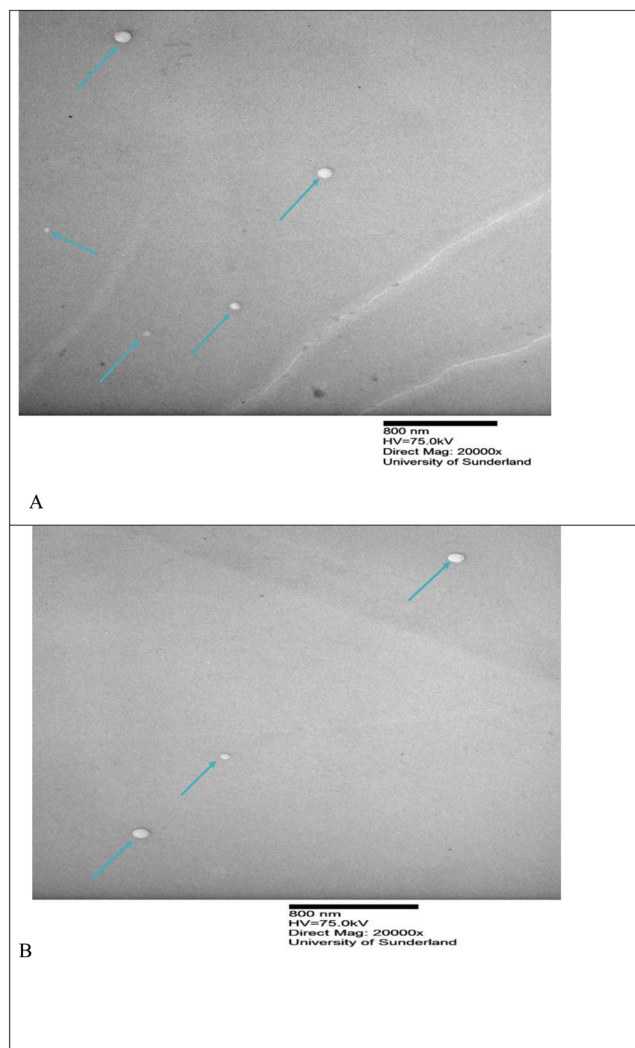 800 nm
HV=75.0kV
Direct Mag: 20000x
University of Sunderland
A
800 nm
HV=75.0kV
Direct Mag: 20000x
University of Sunderland
B